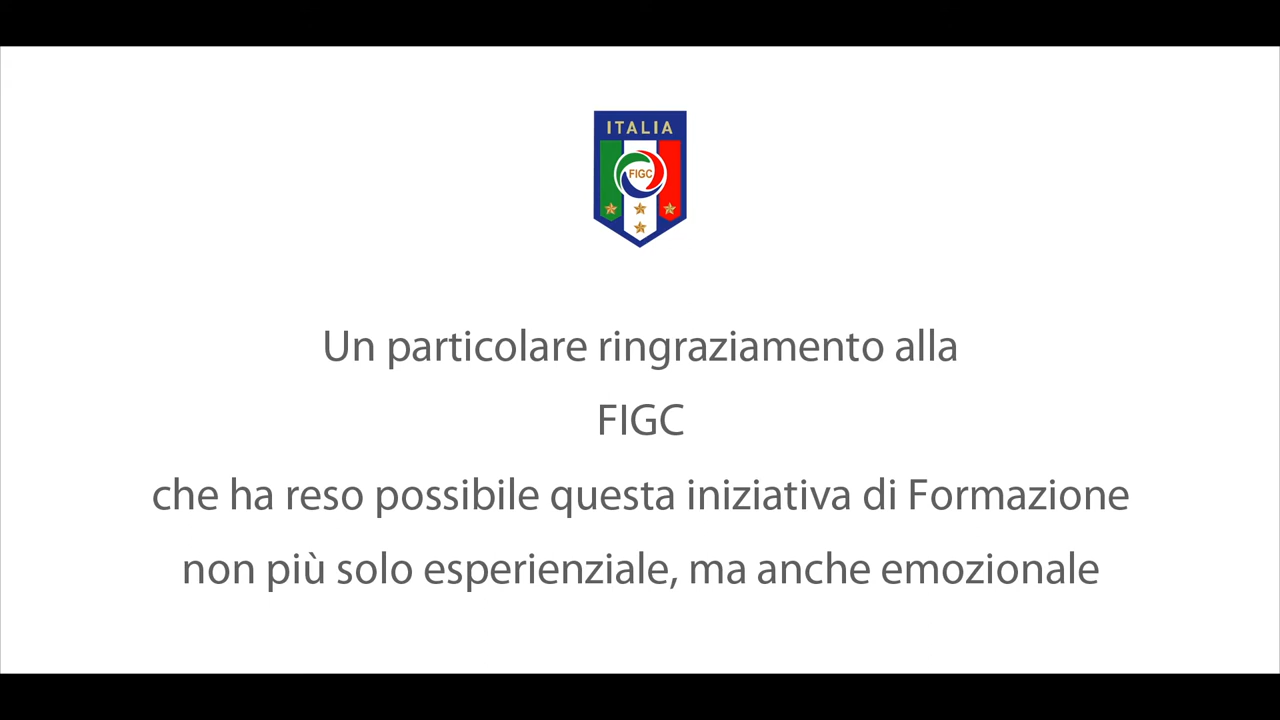 ITALIA
FIGC
Un particolare ringraziamento alla
FIGC
che ha reso possibile questa iniziativa di Formazione
non più solo esperienziale, ma anche emozionale